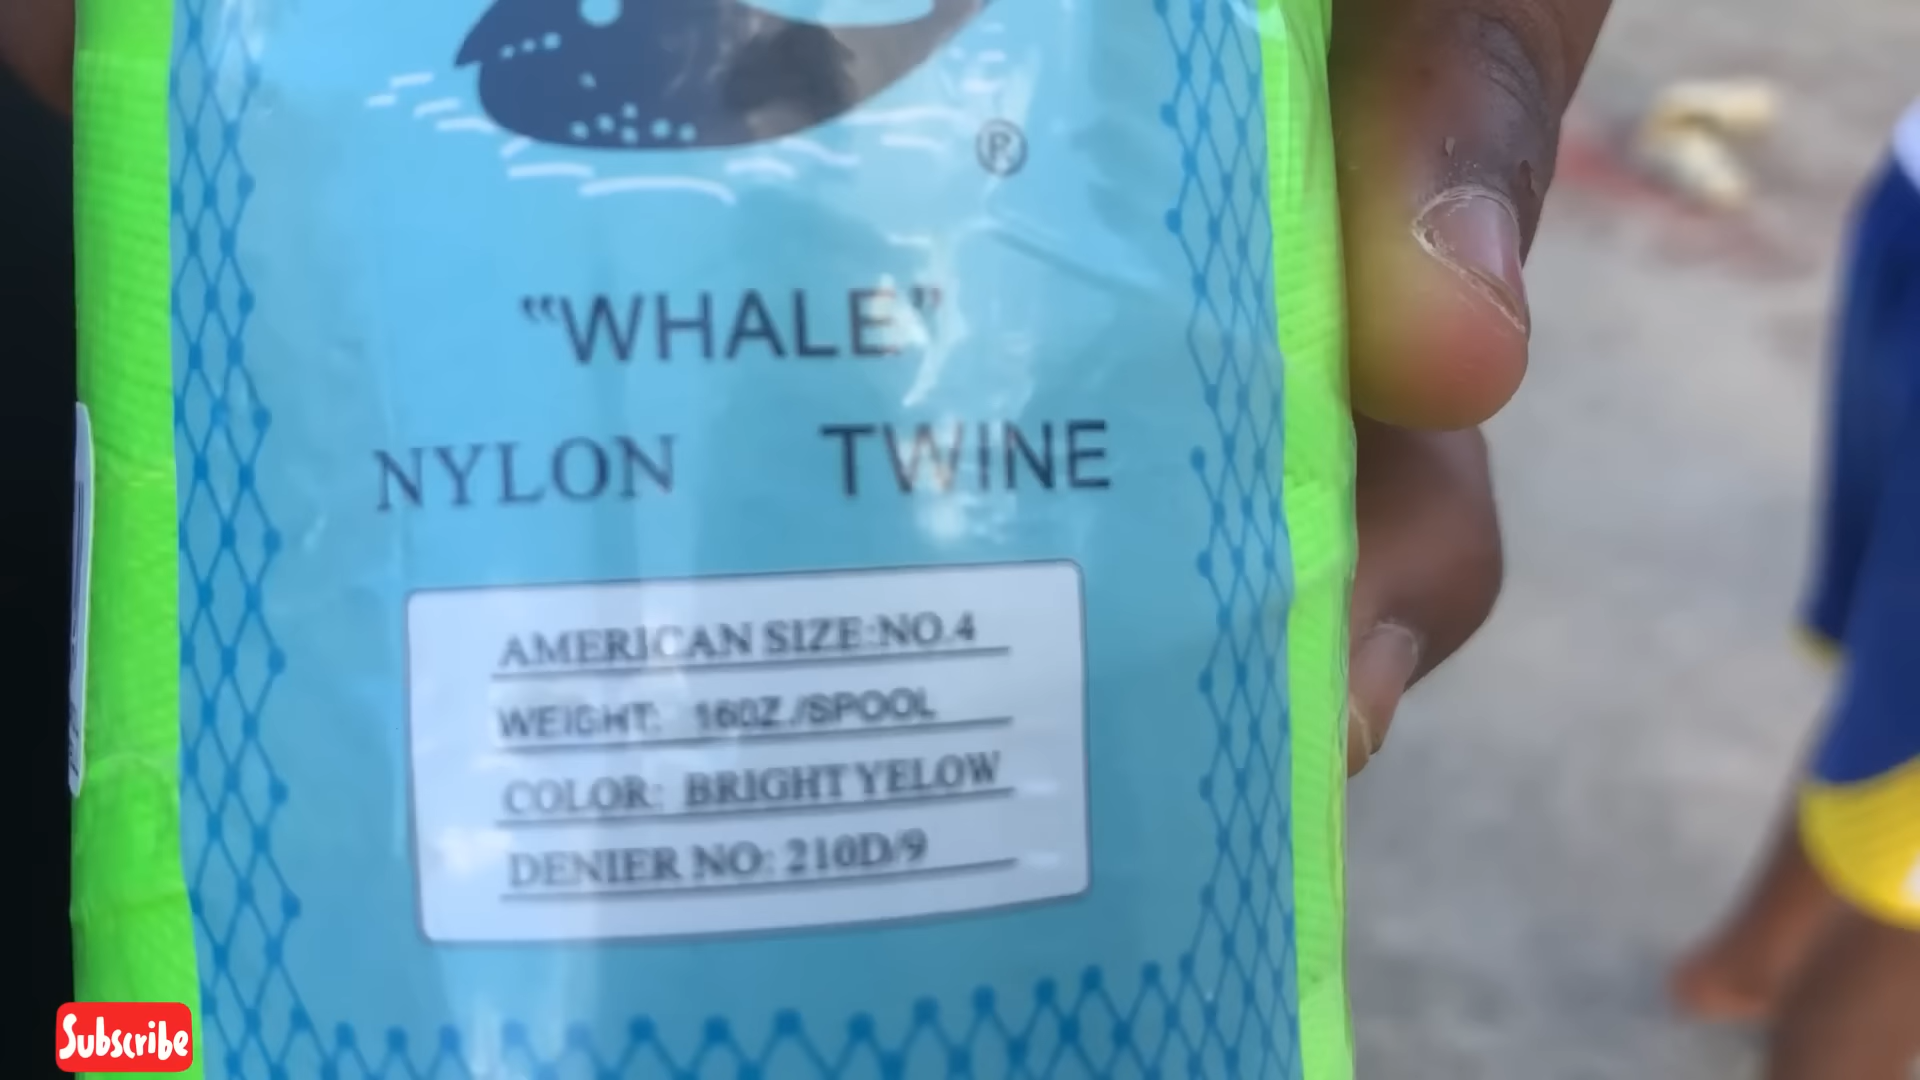 ®
“WHALE”
NYLON TWINE
AMERICAN SIZE:NO.4
WEIGHT: 16OZ./SPOOL
COLOR: BRIGHT YELOW
DENIER NO: 210D/9
Subscribe